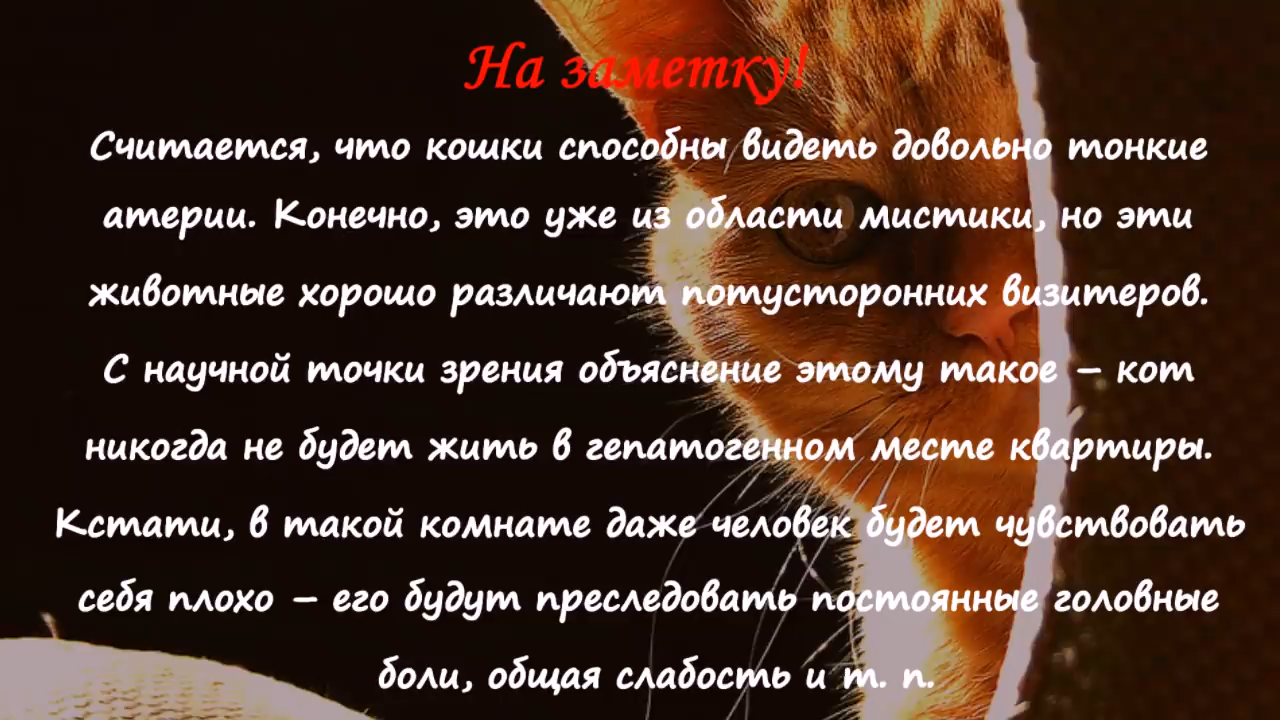 На заметку!
Считается, что кошки способны видеть довольно тонкие
атерии. Конечно, это уже из области мистики, но эти
животные хорошо различают потусторонних визитеров.
С научной точки зрения объяснение этому такое – кот
никогда не будет жить в гепатогенном месте квартиры.
Кстати, в такой комнате даже человек будет чувствовать
себя плохо – его будут преследовать постоянные головные
боли, общая слабость и т. п.